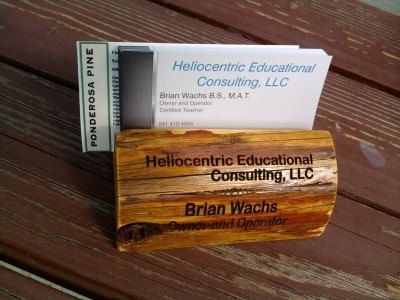 PONDEROSA PINE
Heliocentric Educational
Consulting, LLC
Brian Wachs B.S., M.A.T.
Owner and Operator
Certified Teacher
541.410.4004
Heliocentric Educational
Consulting, LLC
Brian Wachs
Owner and Operator